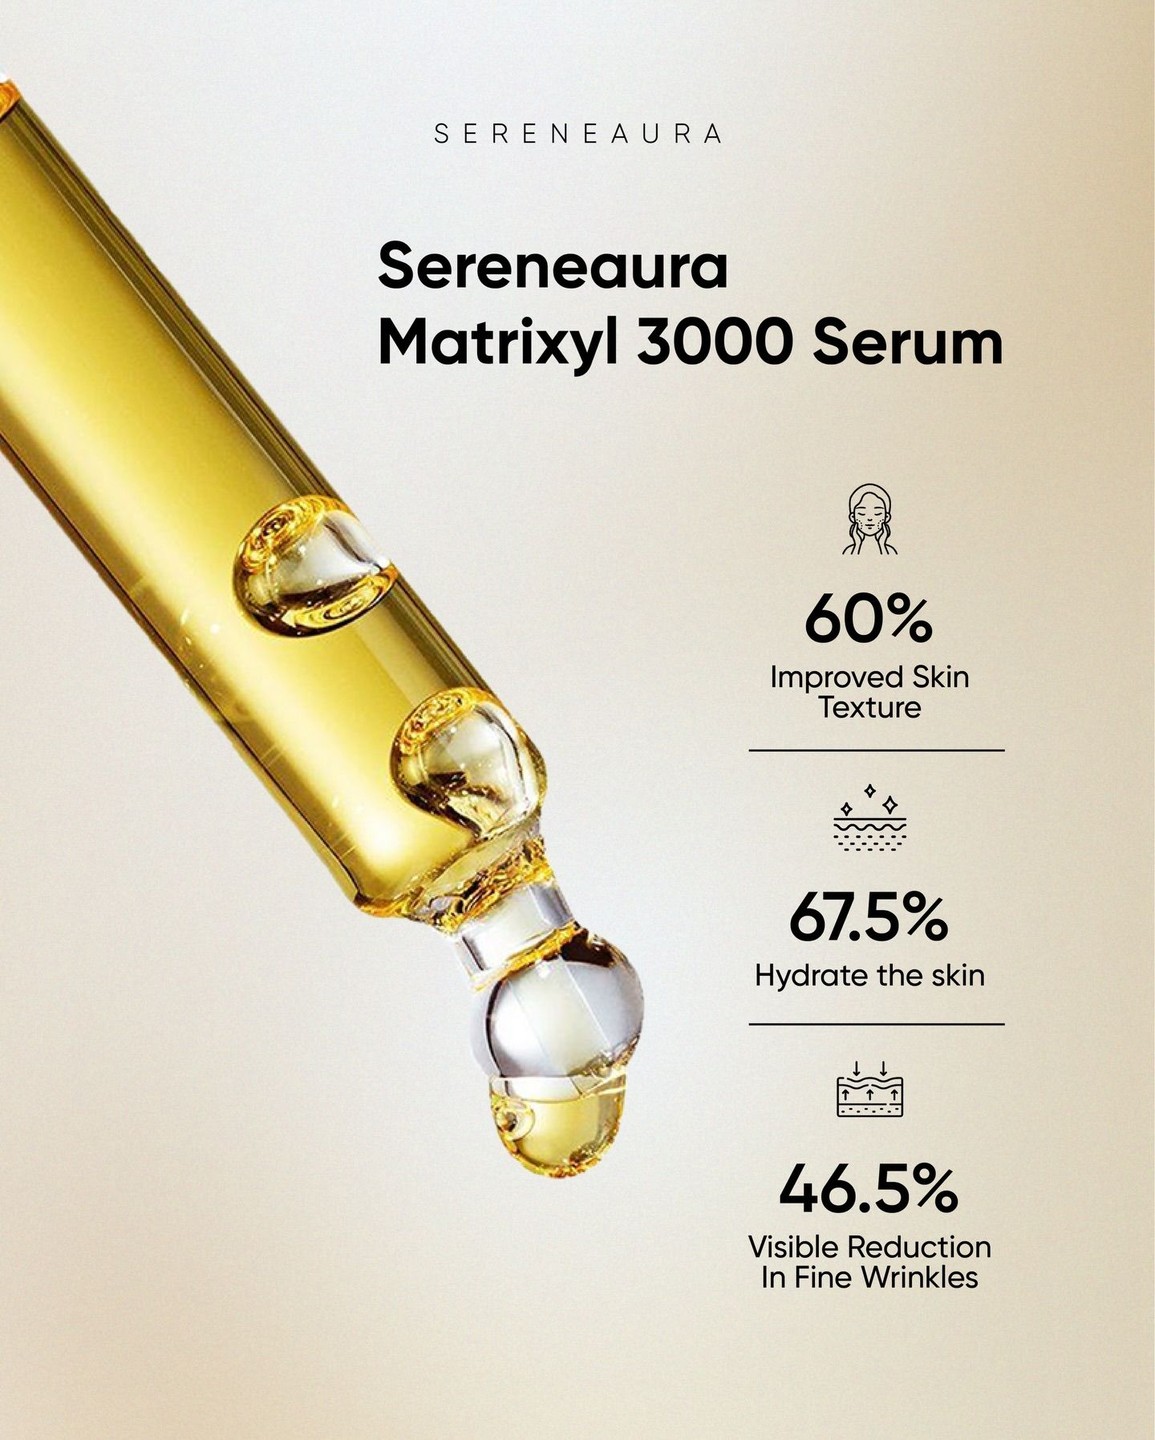 SERENEAURA
Sereneaura
Matrixyl 3000 Serum
60%
Improved Skin
Texture
67.5%
Hydrate the skin
46.5%
Visible Reduction
In Fine Wrinkles